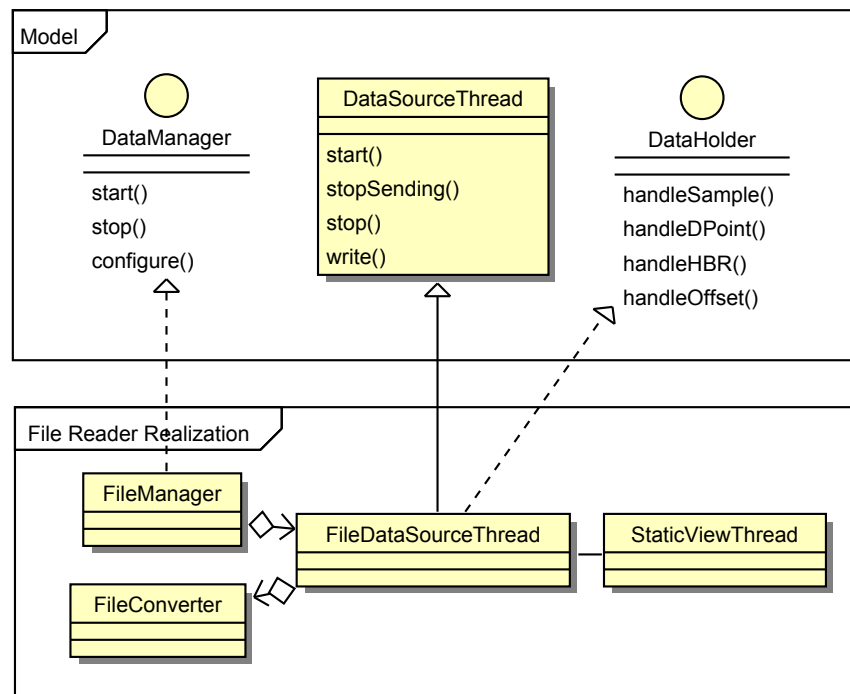 Model
DataManager
start()
stop()
configure()
DataSourceThread
start()
stopSending()
stop()
write()
DataHolder
handleSample()
handleDPoint()
handleHBR()
handleOffset()
File Reader Realization
FileManager
FileDataSourceThread
StaticViewThread
FileConverter